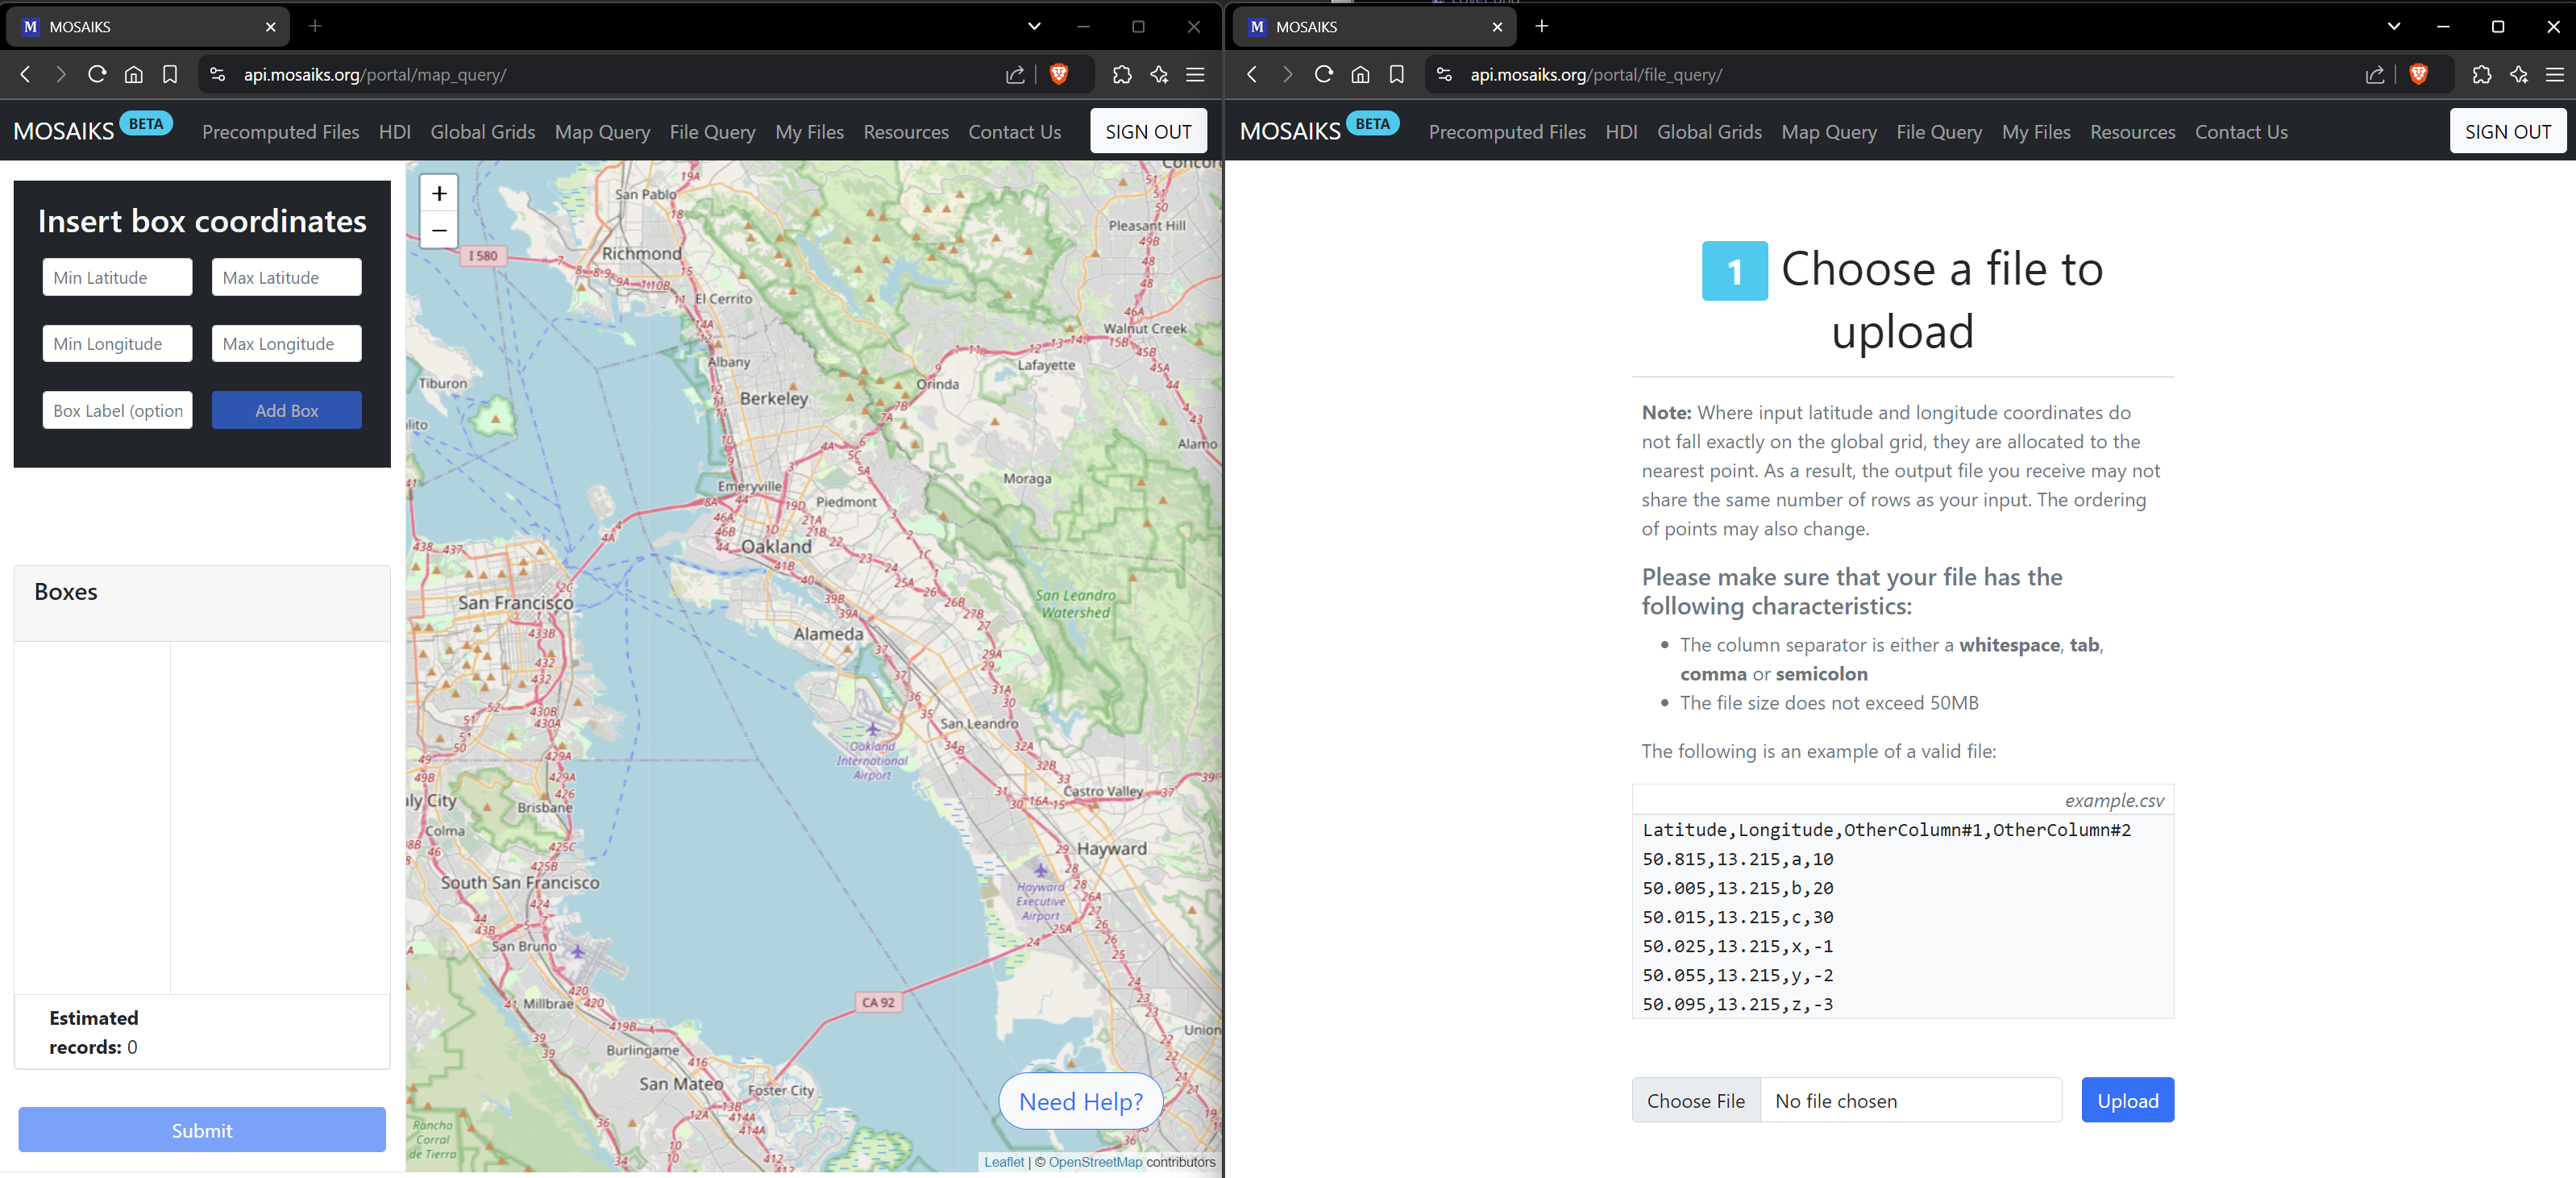 MOSAIKS
api.mosaiks.org/portal/map_query/
MOSAIKS BETA Precomputed Files HDI Global Grids Map Query File Query My Files Resources Contact Us SIGN OUT
Insert box coordinates
Min Latitude Max Latitude
Min Longitude Max Longitude
Box Label (option Add Box
Boxes
Estimated
records: 0
Submit
+
−
San Pablo
Pleasant Hill
Richmond
I 580
El Cerrito
Walnut Creek
Albany
Lafayette
Tiburon
Orinda
Berkeley
Alamo
Moraga
Emeryville
Piedmont
Oakland
San Francisco
San Leandro
Watershed
Alameda
San Leandro
Oakland
International
Airport
Castro Valley
Brisbane
Colma
Hayward
South San Francisco
Hayward
Executive
Airport
San Bruno
Millbrae
CA 92
Union
Burlingame
San Mateo
Foster City
Rancho
Corral
de Tierra
Need Help?
Leaflet | © OpenStreetMap contributors
MOSAIKS
api.mosaiks.org/portal/file_query/
MOSAIKS BETA Precomputed Files HDI Global Grids Map Query File Query My Files Resources Contact Us SIGN OUT
1 Choose a file to
upload
Note: Where input latitude and longitude coordinates do
not fall exactly on the global grid, they are allocated to the
nearest point. As a result, the output file you receive may not
share the same number of rows as your input. The ordering
of points may also change.
Please make sure that your file has the
following characteristics:
• The column separator is either a whitespace, tab,
comma or semicolon
• The file size does not exceed 50MB
The following is an example of a valid file:
example.csv
Latitude,Longitude,OtherColumn#1,OtherColumn#2
50.815,13.215,a,10
50.005,13.215,b,20
50.015,13.215,c,30
50.025,13.215,x,-1
50.055,13.215,y,-2
50.095,13.215,z,-3
Choose File No file chosen Upload